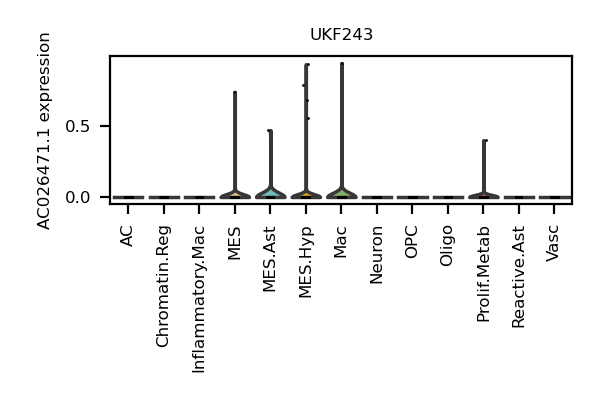 UKF243
AC026471.1 expression
0.5
0.0
AC
Chromatin.Reg
Inflammatory.Mac
MES
MES.Ast
MES.Hyp
Mac
Neuron
OPC
Oligo
Prolif.Metab
Reactive.Ast
Vasc